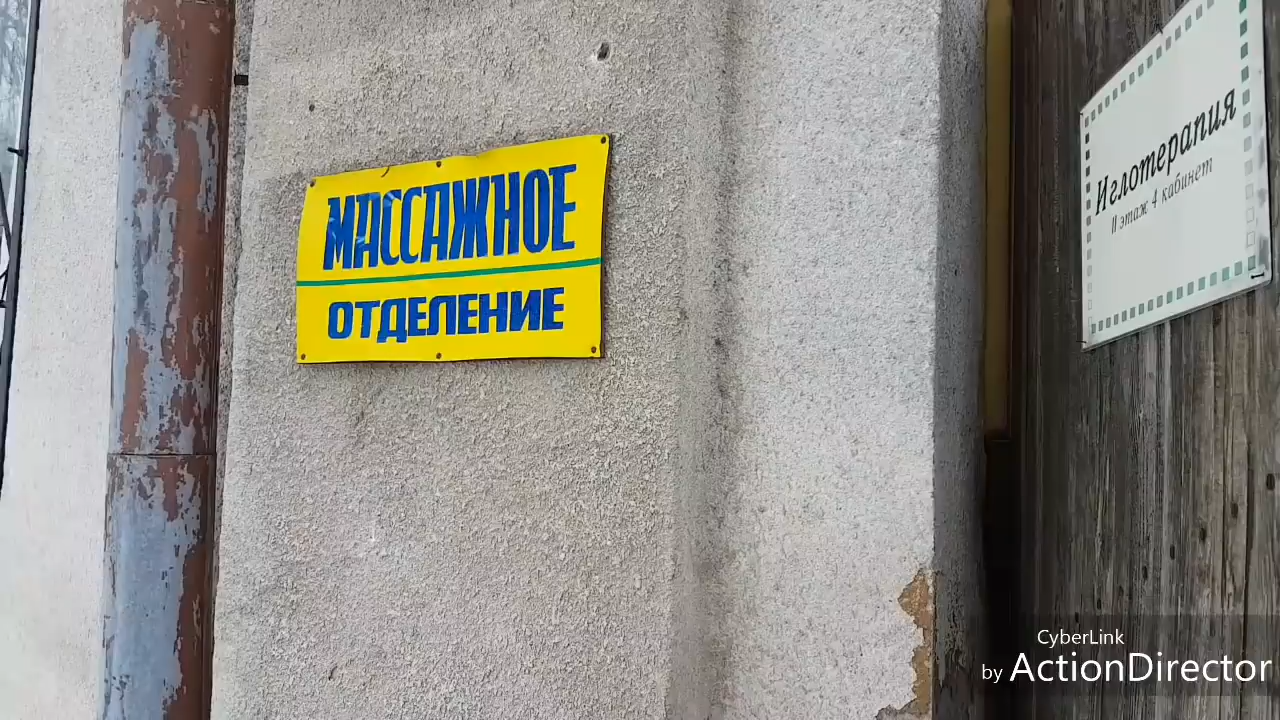 МАССАЖНОЕ
ОТДЕЛЕНИЕ
Иглотерапия
II этаж 4 кабинет
CyberLink
by ActionDirector